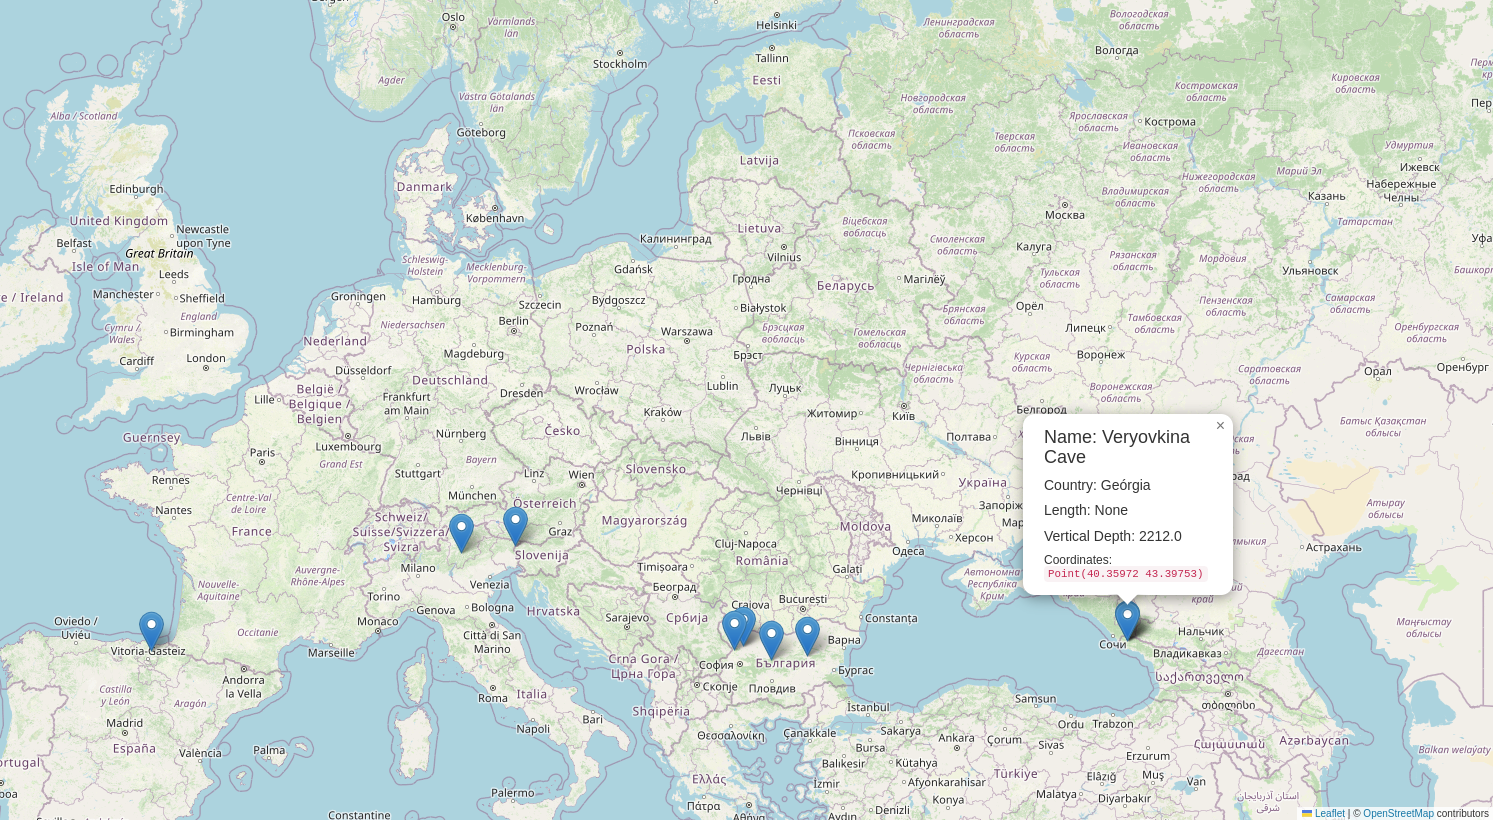 Oslo
Värmlands
län
Helsinki
Ленинградская
область
Вологодская
область
Вологда
Stockholm
Tallinn
Eesti
Agder
Västra Götalands
län
Новгородская
область
Костромская
область
Кировская
область
Alba / Scotland
Göteborg
Псковская
область
Тверская
область
Ярославская
область
Кострома
Ивановская
область
Удмуртия
Ижевск
Latvija
Danmark
Edinburgh
United Kingdom
København
Владимирская
область
Нижегородская
область
Марий Эл
Казань
Набережные
Челны
Москва
Татарстан
Newcastle
upon Tyne
Belfast
Great Britain
Isle of Man
Leeds
Калининград
Lietuva
Vilnius
Віцебская
вобласць
Смоленская
область
Калуга
Рязанская
область
Мордовия
Ульяновск
Schleswig-
Holstein
Mecklenburg-
Vorpommern
Gdańsk
Гродна
Магілёў
Тульская
область
Manchester
Sheffield
Groningen
Hamburg
Szczecin
Bydgoszcz
Białystok
Беларусь
Орёл
Пензенская
область
Самарская
область
England
Cymru /
Wales
Birmingham
Niedersachsen
Berlin
Poznań
Warszawa
Брэсцкая
вобласць
Гомельская
вобласць
Брянская
область
Липецк
Тамбовская
область
Оренбургская
область
Nederland
Cardiff
London
Magdeburg
Polska
Брэст
Курская
область
Воронеж
Саратовская
область
Орал
Оренбург
Düsseldorf
Deutschland
Dresden
Wrocław
Lublin
Луцьк
Чернігівська
область
Воронежская
область
België /
Belgique /
Belgien
Lille
Frankfurt
am Main
Kraków
Житомир
Київ
Белгород
Батыс Қазақстан
облысы
Guernsey
Luxembourg
Nürnberg
Česko
Львів
Вінниця
Полтава
Paris
Grand Est
Bayern
Rennes
Stuttgart
Linz
Wien
Slovensko
Чернівці
Кропивницький
Україна
Nantes
Centre-Val
de Loire
München
Österreich
Graz
Magyarország
Moldova
Миколаїв
Херсон
Атырау
облысы
France
Schweiz/
Suisse/Svizzera/
Svizra
Slovenija
Cluj-Napoca
România
Одеса
Астрахань
Name: Veryovkina
Cave
×
Country: Geórgia
Length: None
Vertical Depth: 2212.0
Coordinates:
Point(40.35972 43.39753)
Milano
Timișoara
Galați
Nouvelle-
Aquitaine
Auvergne-
Rhône-Alpes
Torino
Venezia
Београд
București
Craiova
Genova
Bologna
Hrvatska
Sarajevo
Србија
Constanța
Oviedo /
Uviéu
Occitanie
Monaco
Città di San
Marino
Варна
Сочи
Нальчик
Маңғыстау
облысы
Vitoria-Gasteiz
Marseille
Crna Gora /
Црна Гора
София
България
Бургас
Владикавказ
Дагестан
Andorra
la Vella
Скопје
Пловдив
საქართველო
Castilla
y León
Aragón
Roma
Italia
Shqipëria
İstanbul
Samsun
თბილისი
Madrid
España
València
Palma
Napoli
Bari
Θεσσαλονίκη
Çanakkale
Sakarya
Ankara
Çorum
Ordu
Trabzon
Sivas
Հայաստան
Azərbaycan
Balkan welaýaty
Bursa
Balıkesir
Kütahya
Erzurum
Ελλάς
İzmir
Afyonkarahisar
Türkiye
Elâzığ
Muş
Van
Palermo
Πάτρα
Konya
Malatya
Diyarbakır
Constantine
Αθήνα
Aydın
Denizli
Leaflet | © OpenStreetMap contributors